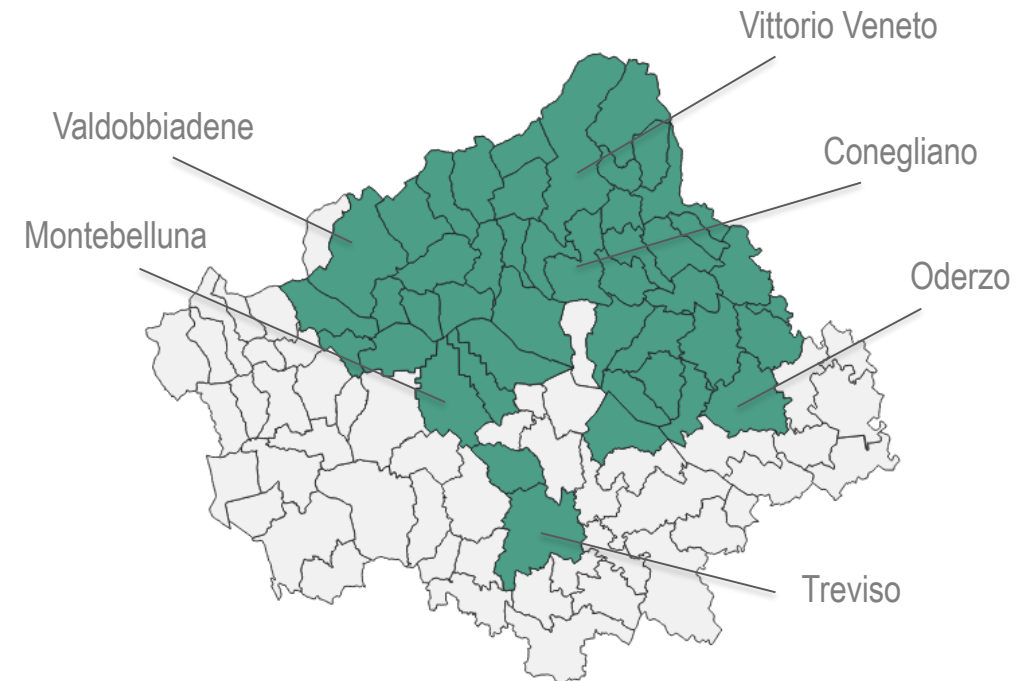 Vittorio Veneto
Valdobbiadene
Conegliano
Montebelluna
Oderzo
Treviso